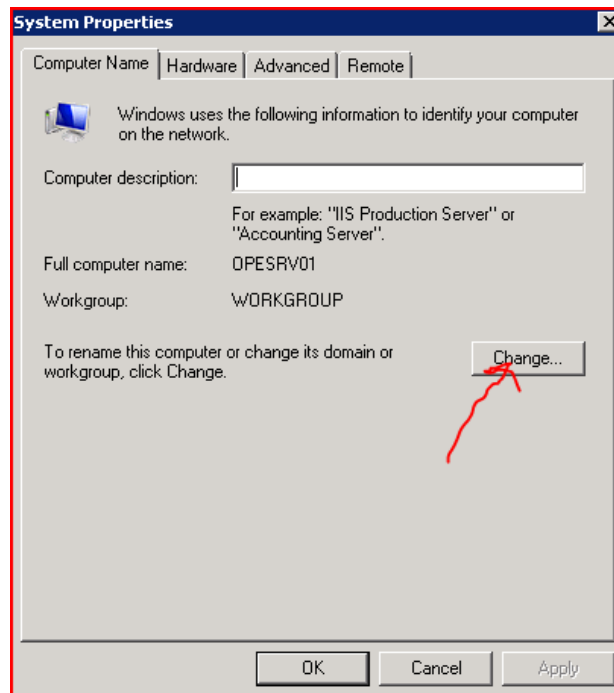 System Properties
Computer Name
Hardware
Advanced
Remote
Windows uses the following information to identify your computer
on the network.
Computer description:
For example: "IIS Production Server" or
"Accounting Server".
Full computer name:
OPESRV01
Workgroup:
WORKGROUP
To rename this computer or change its domain or
workgroup, click Change.
Change...
OK
Cancel
Apply